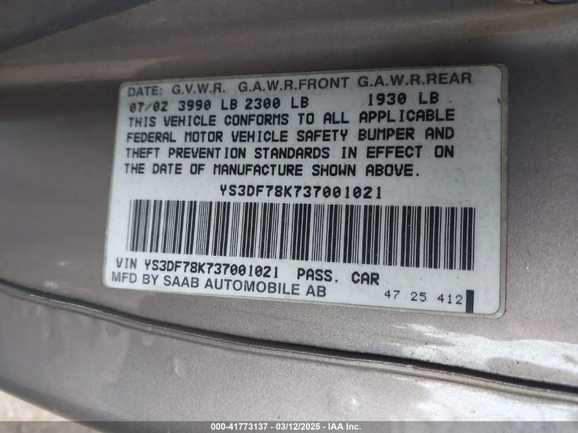 DATE: G.V.W.R. G.A.W.R.FRONT G.A.W.R.REAR
07/02 3990 LB 2300 LB 1930 LB
THIS VEHICLE CONFORMS TO ALL APPLICABLE
FEDERAL MOTOR VEHICLE SAFETY BUMPER AND
THEFT PREVENTION STANDARDS IN EFFECT ON
THE DATE OF MANUFACTURE SHOWN ABOVE.
YS3DF78K737001021
VIN YS3DF78K737001021 PASS. CAR
MFD BY SAAB AUTOMOBILE AB
47 25 412
000-41773137 - 03/12/2025 - IAA Inc.